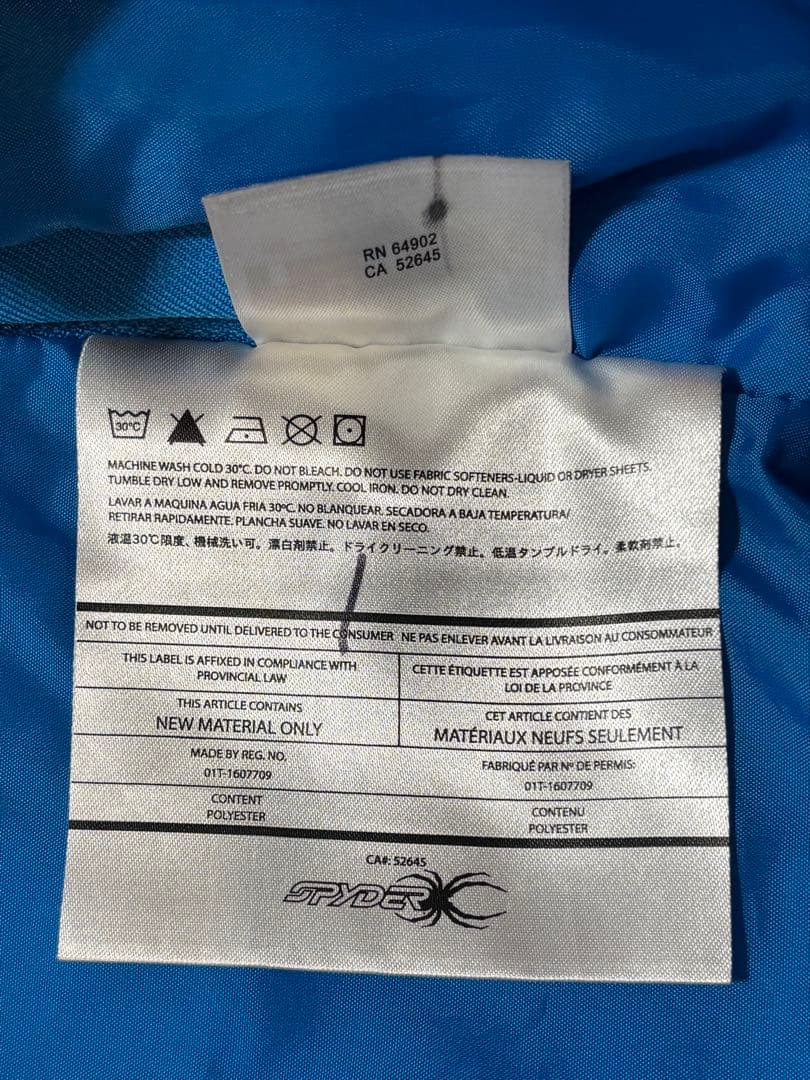 RN 64902
CA 52645
30°C
MACHINE WASH COLD 30°C. DO NOT BLEACH. DO NOT USE FABRIC SOFTENERS-LIQUID OR DRYER SHEETS.
TUMBLE DRY LOW AND REMOVE PROMPTLY. COOL IRON. DO NOT DRY CLEAN.
LAVAR A MAQUINA AGUA FRIA 30ºC. NO BLANQUEAR. SECADORA A BAJA TEMPERATURA/
RETIRAR RAPIDAMENTE. PLANCHA SUAVE. NO LAVAR EN SECO.
液温30℃限度、機械洗い可。漂白剤禁止。ドライクリーニング禁止。低温タンブルドライ。柔軟剤禁止。
NOT TO BE REMOVED UNTIL DELIVERED TO THE CONSUMER NE PAS ENLEVER AVANT LA LIVRAISON AU CONSOMMATEUR
THIS LABEL IS AFFIXED IN COMPLIANCE WITH
PROVINCIAL LAW
CETTE ÉTIQUETTE EST APPOSÉE CONFORMÉMENT À LA
LOI DE LA PROVINCE
THIS ARTICLE CONTAINS
NEW MATERIAL ONLY
CET ARTICLE CONTIENT DES
MATÉRIAUX NEUFS SEULEMENT
MADE BY REG. NO.
01T-1607709
FABRIQUÉ PAR Nº DE PERMIS:
01T-1607709
CONTENT
POLYESTER
CONTENU
POLYESTER
CA#: 52645
SPYDER